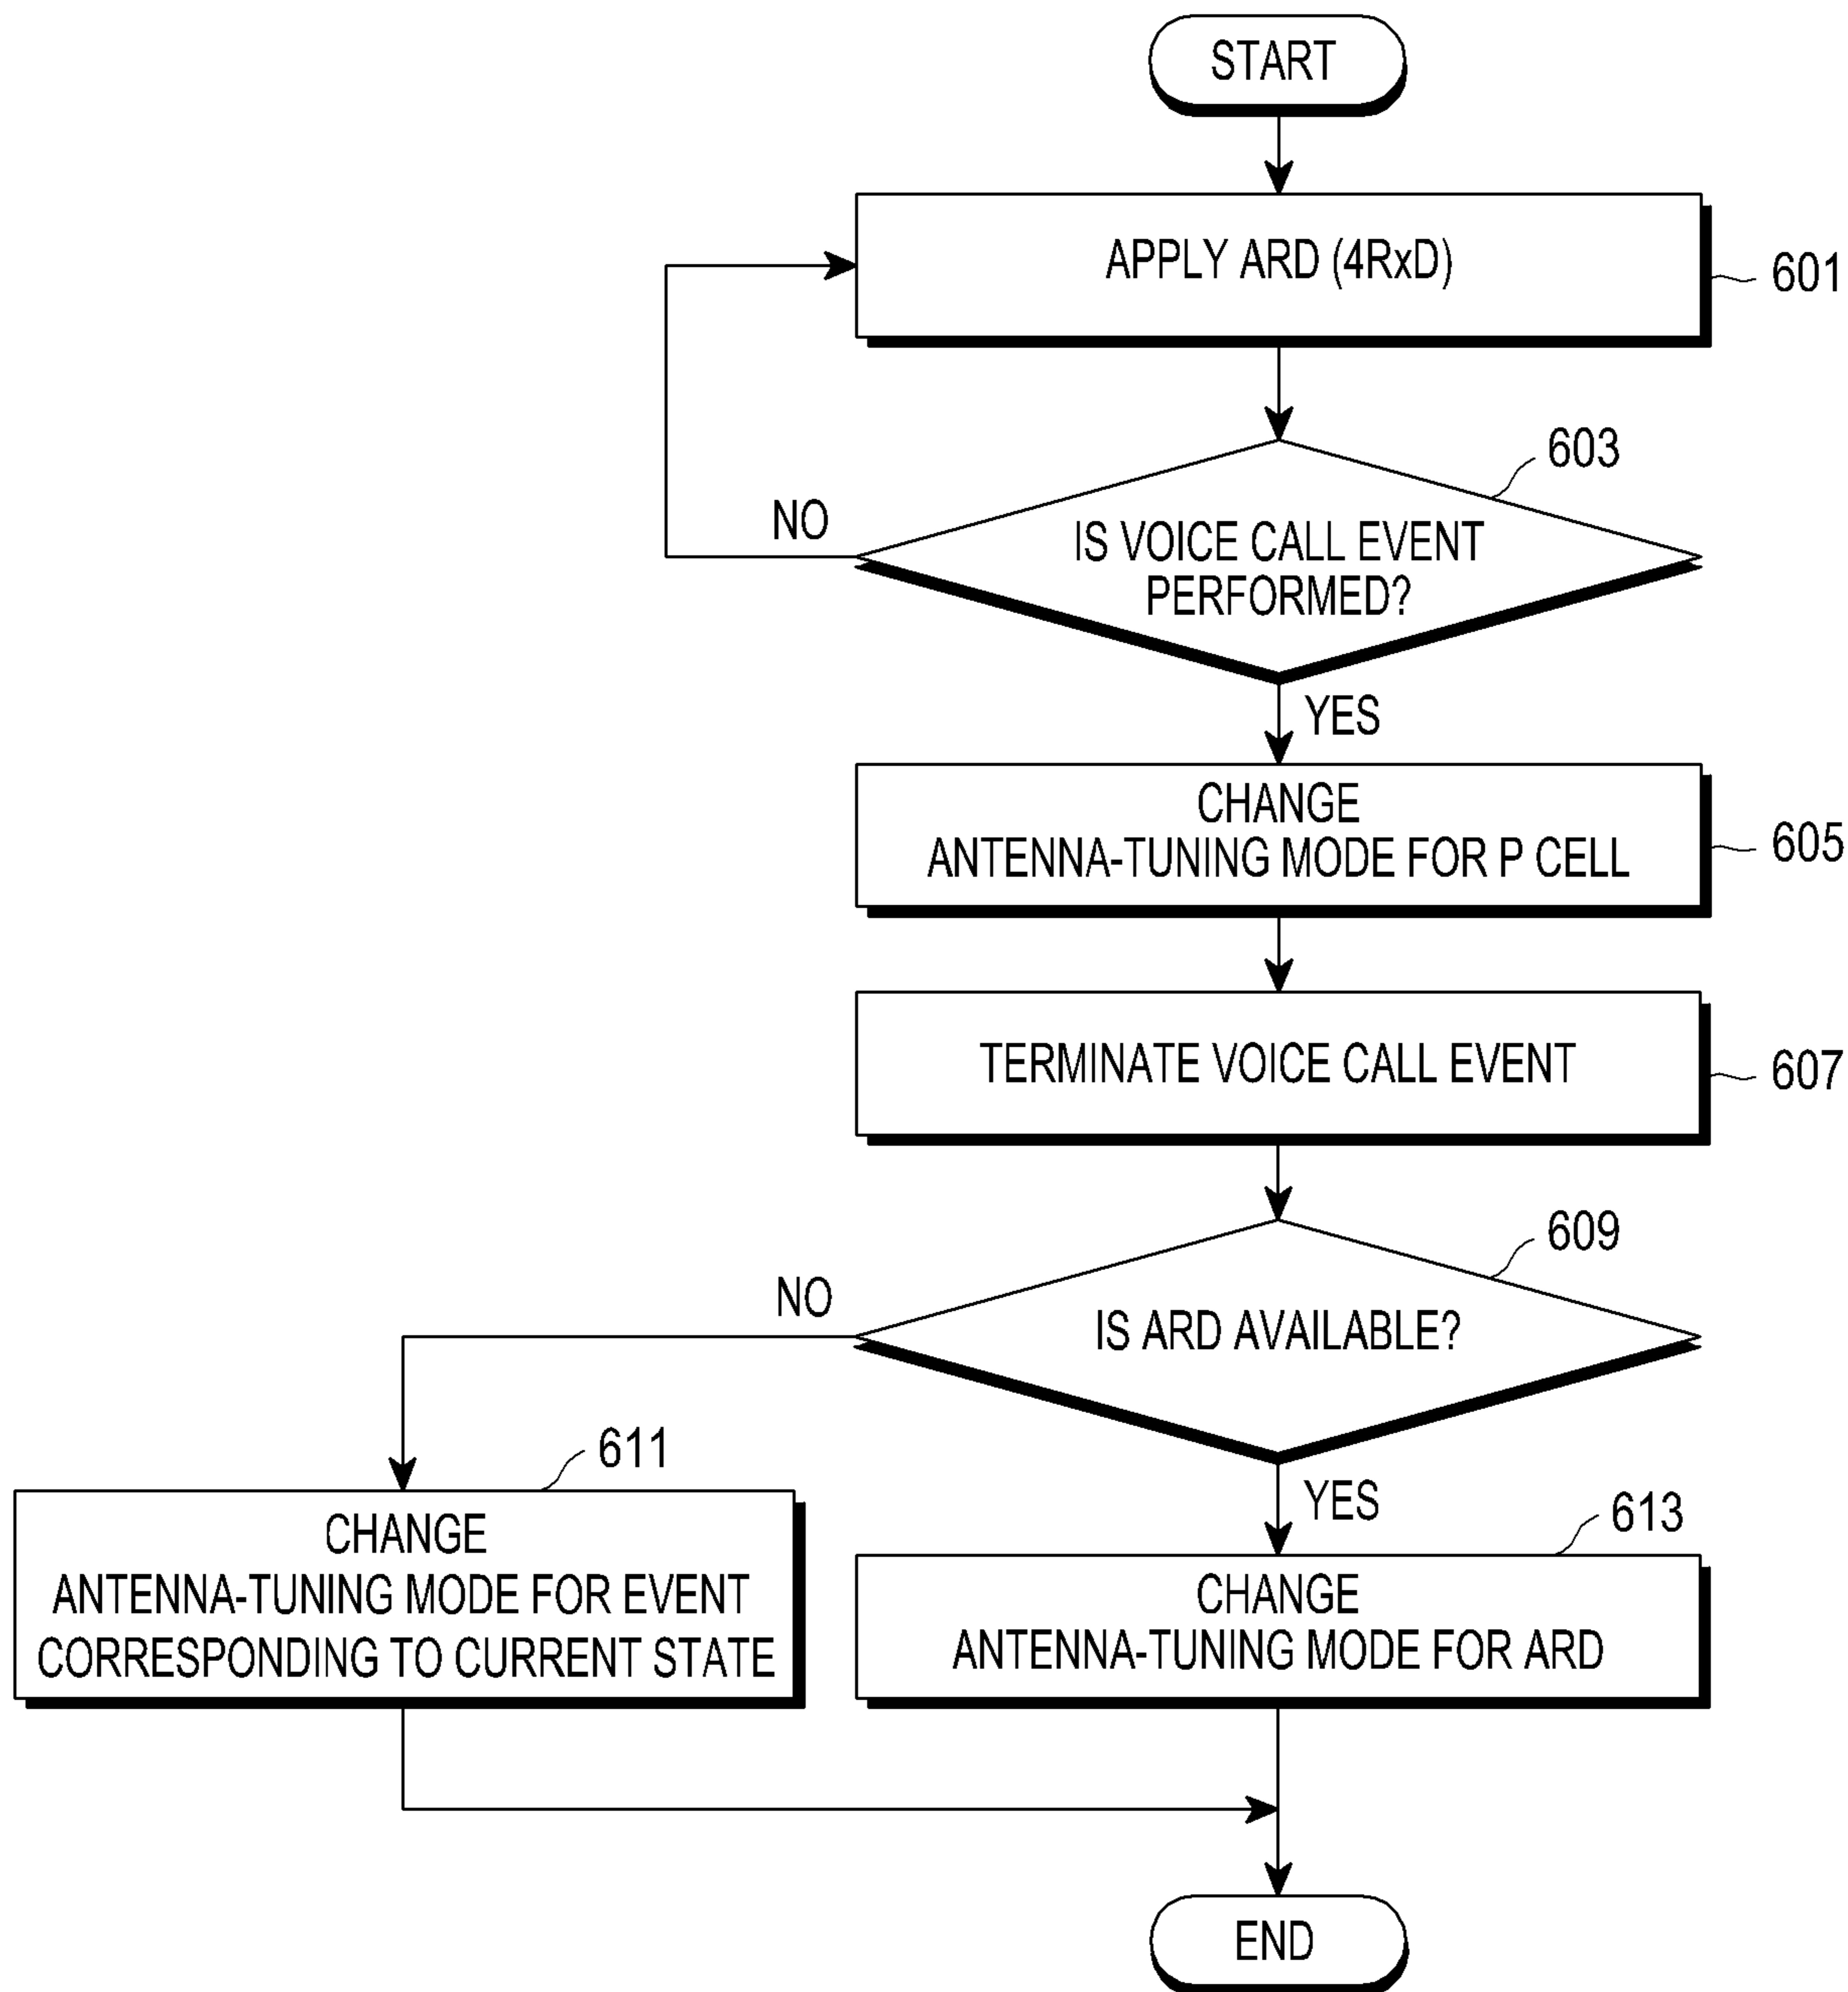 START
APPLY ARD (4RxD)
601
603
NO
IS VOICE CALL EVENT
PERFORMED?
YES
CHANGE
ANTENNA-TUNING MODE FOR P CELL
605
TERMINATE VOICE CALL EVENT
607
609
NO
IS ARD AVAILABLE?
YES
611
CHANGE
ANTENNA-TUNING MODE FOR EVENT
CORRESPONDING TO CURRENT STATE
613
CHANGE
ANTENNA-TUNING MODE FOR ARD
END